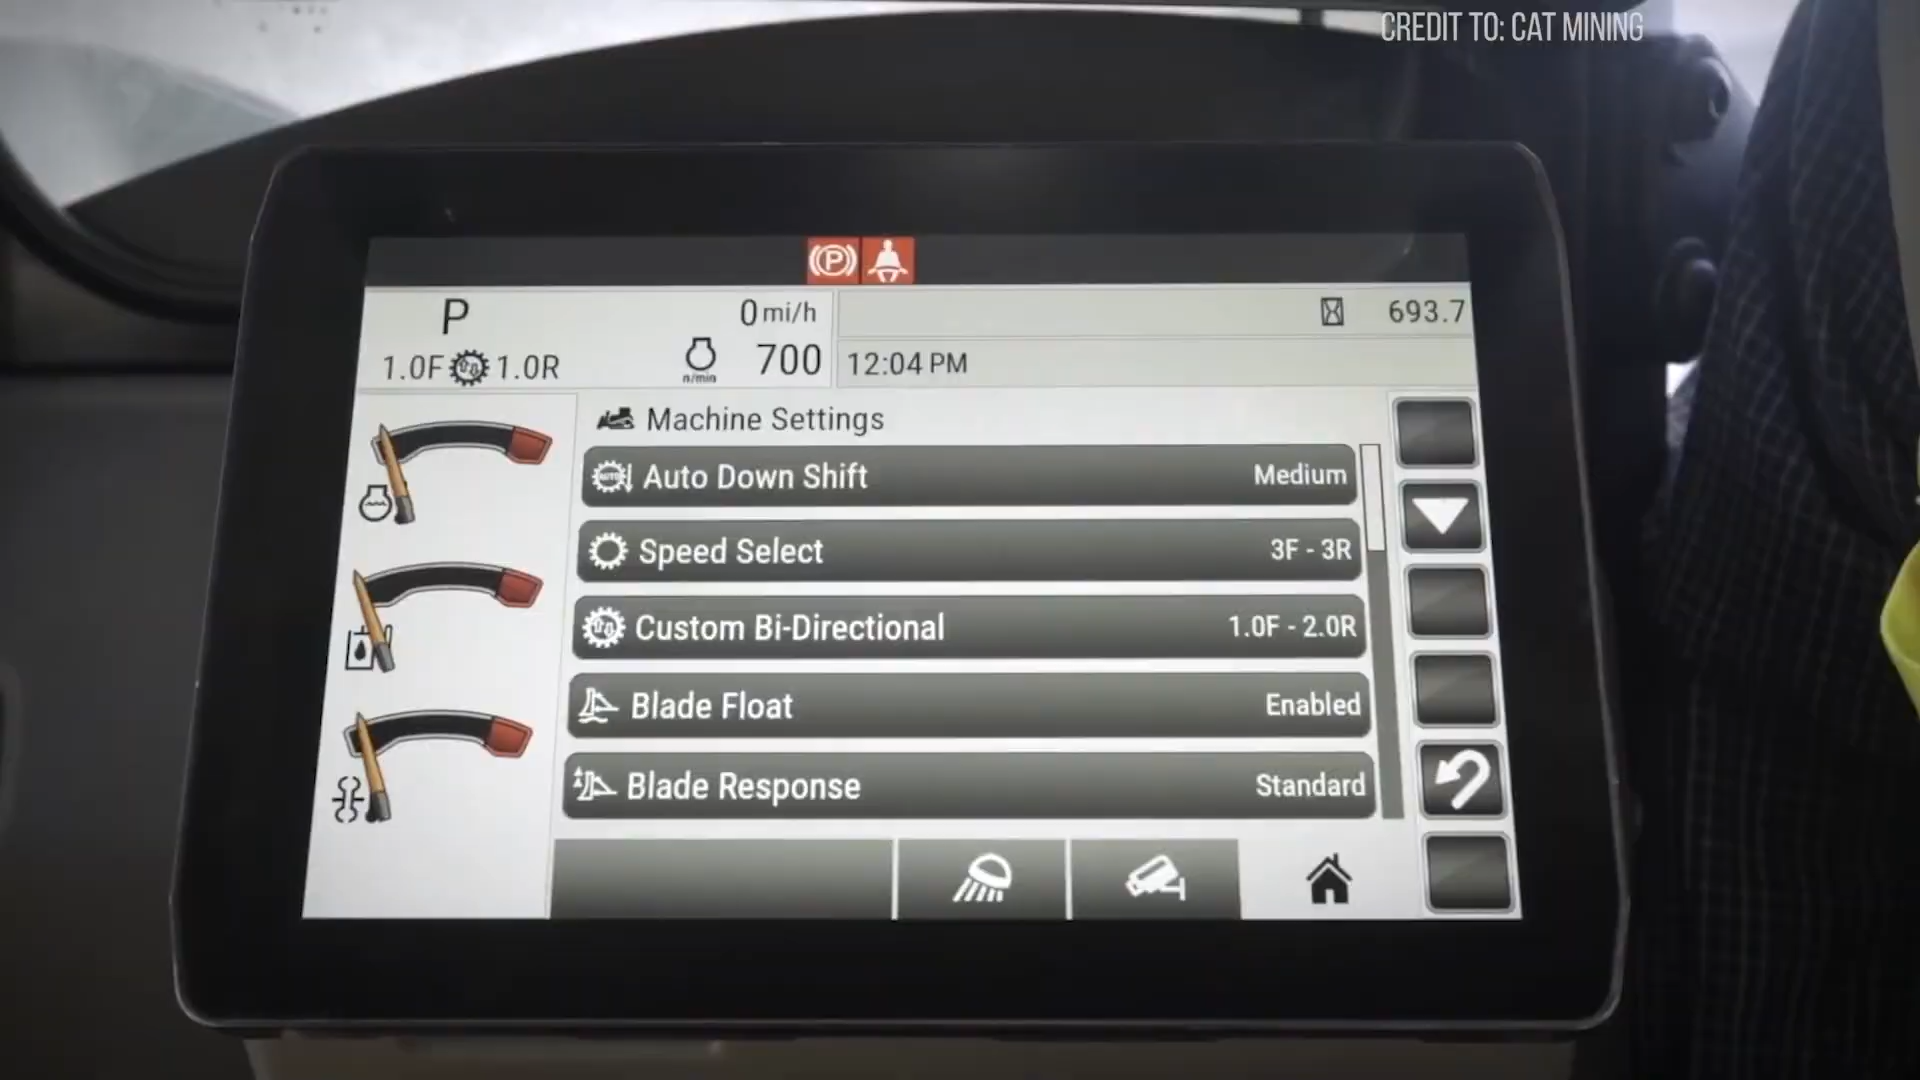 CREDIT TO: CAT MINING
P
P
0 mi/h
693.7
1.0F 1.0R
n/min
700
12:04 PM
Machine Settings
AUTO
Auto Down Shift
Medium
Speed Select
3F - 3R
Custom Bi-Directional
1.0F - 2.0R
Blade Float
Enabled
Blade Response
Standard